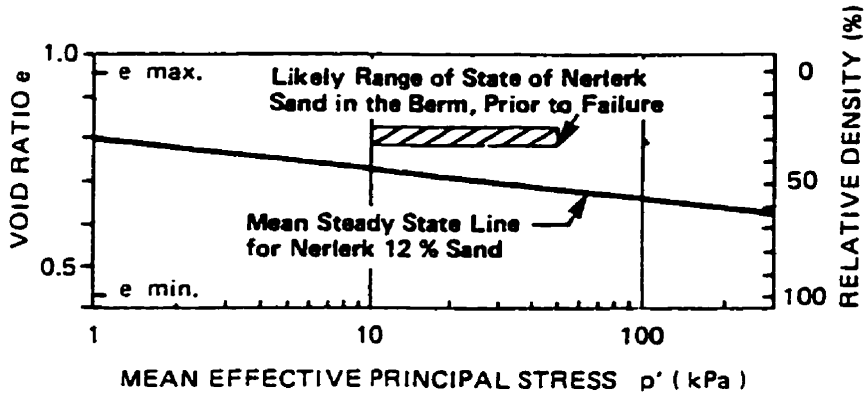 1.0
e max.
Likely Range of State of Nerlerk
Sand in the Berm, Prior to Failure
0
VOID RATIO e
50
RELATIVE DENSITY (%)
Mean Steady State Line
for Nerlerk 12 % Sand
0.5
e min.
100
1
10
100
MEAN EFFECTIVE PRINCIPAL STRESS p' (kPa)